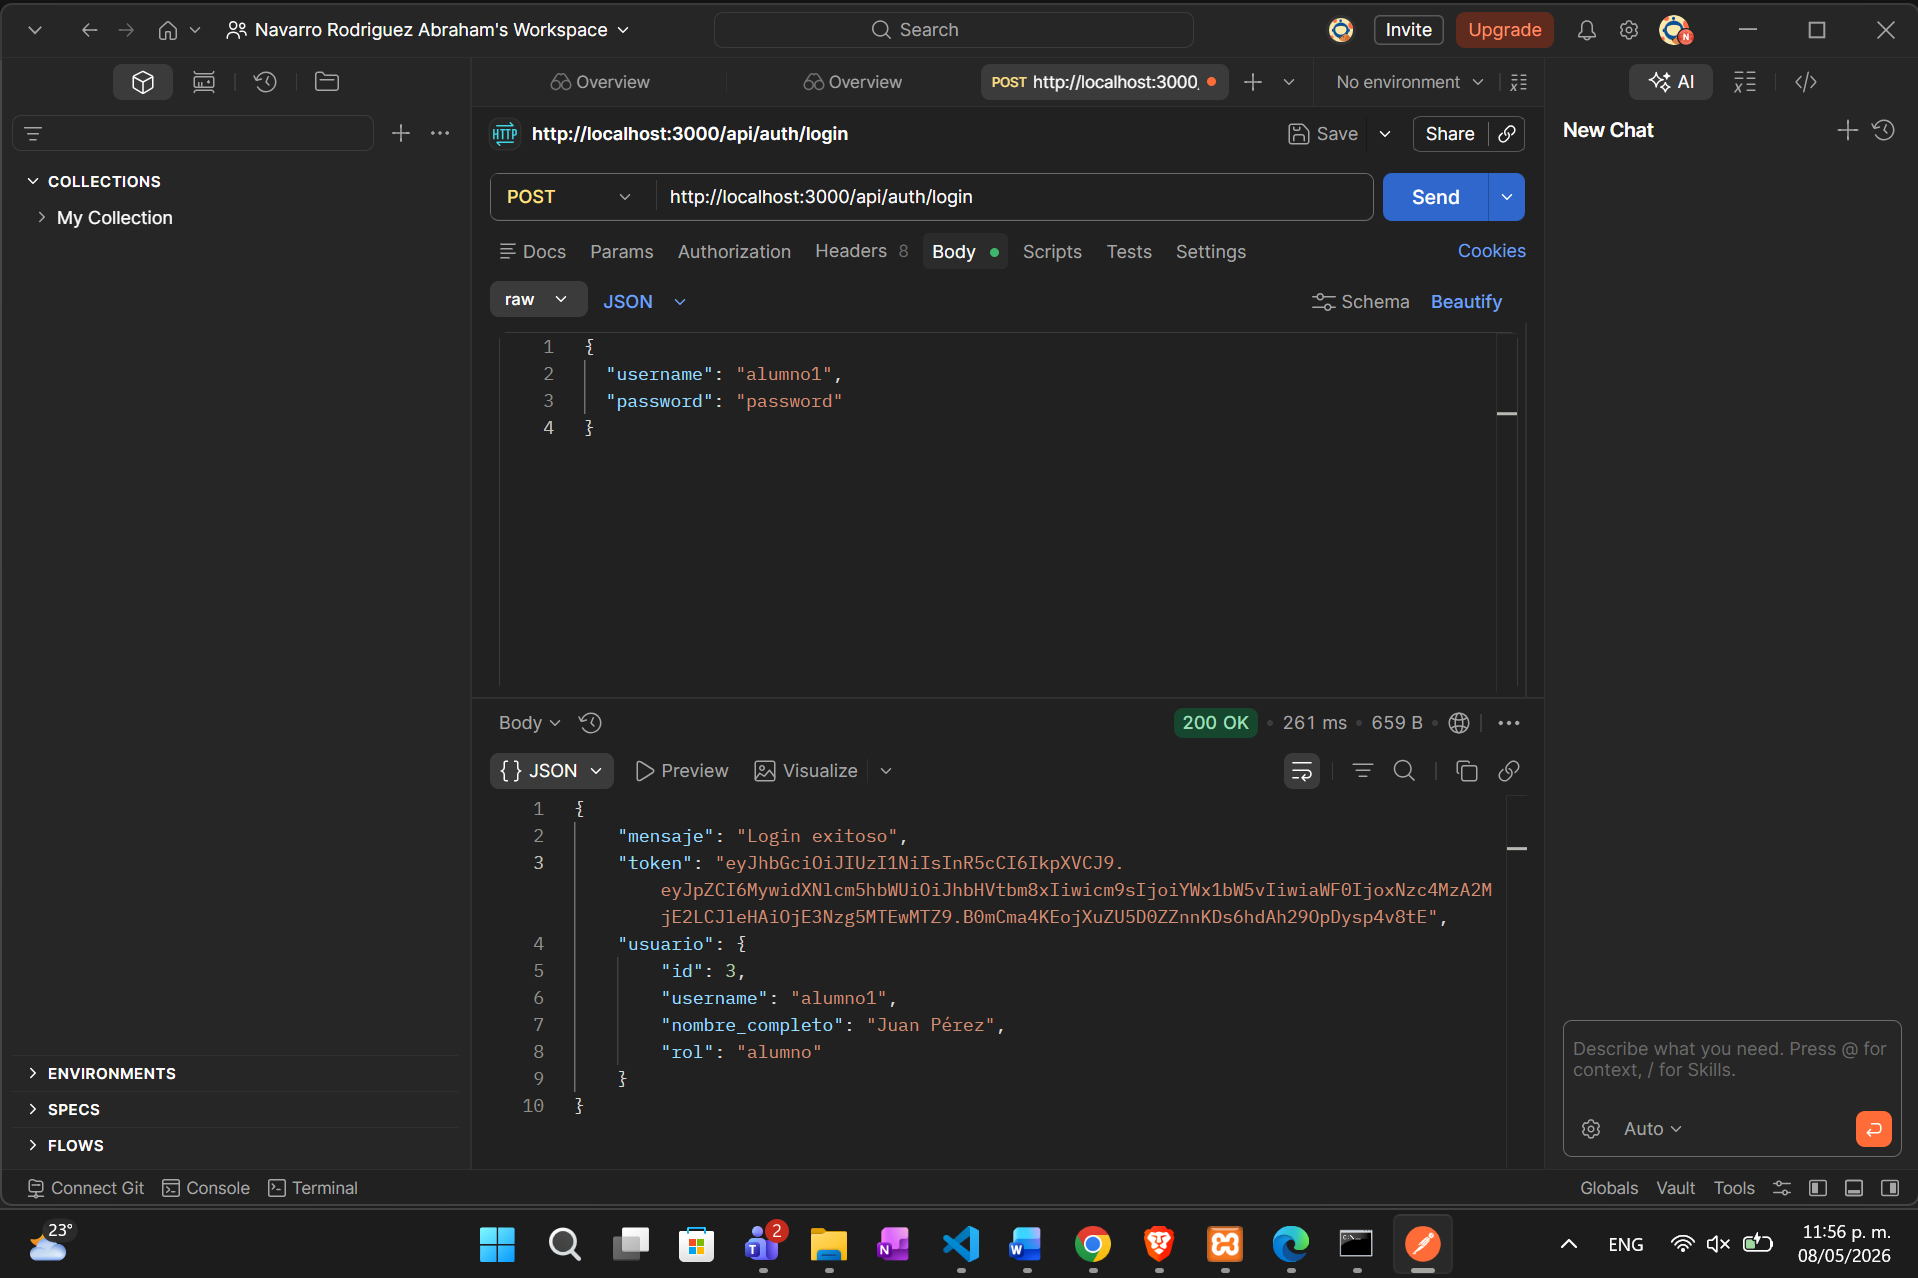 Navarro Rodriguez Abraham's Workspace
Search
Invite
Upgrade
N
Overview
Overview
POST http://localhost:3000,
No environment
AI
HTTP http://localhost:3000/api/auth/login
Save
Share
New Chat
COLLECTIONS
My Collection
POST
http://localhost:3000/api/auth/login
Send
Docs
Params
Authorization
Headers 8
Body
Scripts
Tests
Settings
Cookies
raw
JSON
Schema
Beautify
1 {
2 "username": "alumno1",
3 "password": "password"
4 }
Body
200 OK
261 ms
659 B
{} JSON
Preview
Visualize
1 {
2 "mensaje": "Login exitoso",
3 "token": "eyJhbGciOiJIUzI1NiIsInR5cCI6IkpXVCJ9.
eyJpZCI6MywidXNlcm5hbWUiOiJhbHVtbm8xIiwicm9sIjoiYWx1bW5vIiwiaWF0IjoxNzc4MzA2M
jE2LCJleHAiOjE3Nzg5MTEwMTZ9.B0mCma4KEojXuZU5D0ZZnnKDs6hdAh29OpDysp4v8tE",
4 "usuario": {
5 "id": 3,
6 "username": "alumno1",
7 "nombre_completo": "Juan Pérez",
8 "rol": "alumno"
9 }
10 }
ENVIRONMENTS
SPECS
FLOWS
Describe what you need. Press @ for
context, / for Skills.
Auto
Connect Git
Console
Terminal
Globals
Vault
Tools
23°
2
ENG
11:56 p. m.
08/05/2026